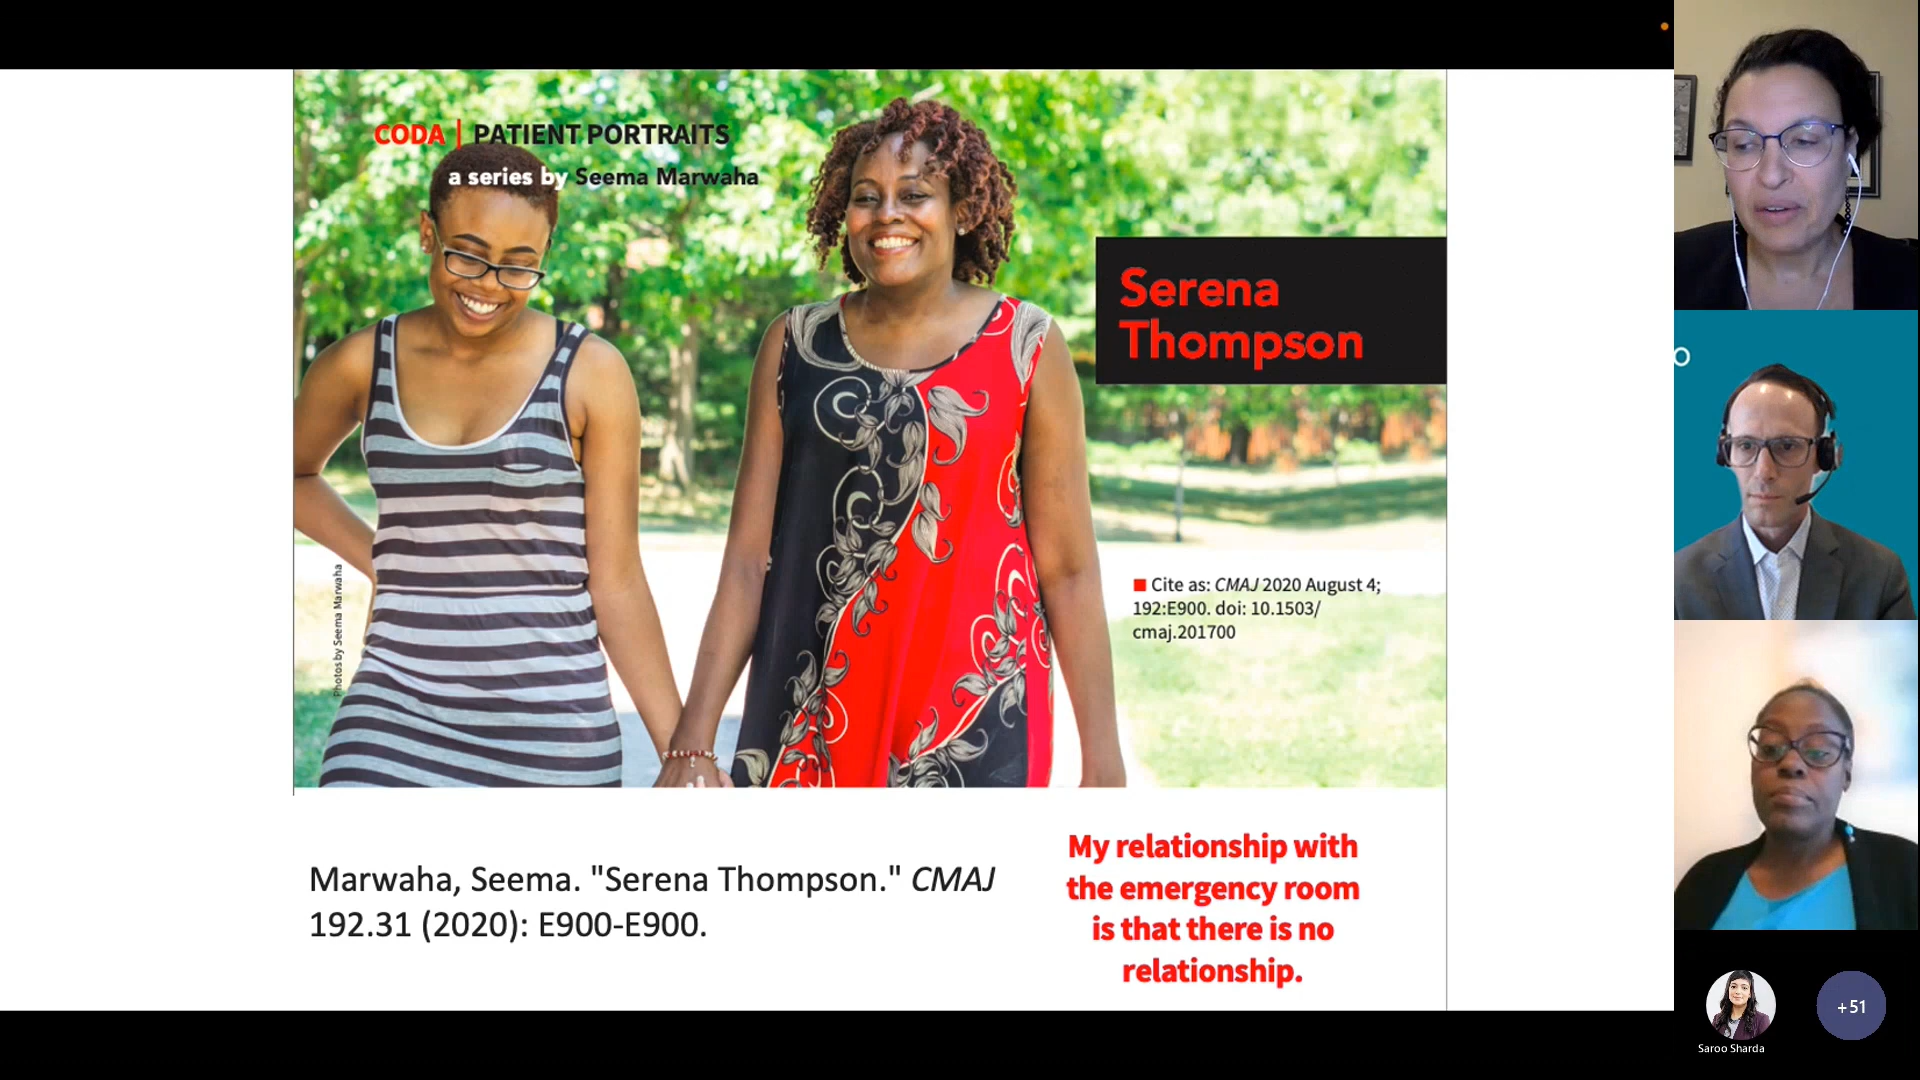 CODA | PATIENT PORTRAITS
a series by Seema Marwaha
Serena
Thompson
Cite as: CMAJ 2020 August 4;
192:E900. doi: 10.1503/
cmaj.201700
Photos by Seema Marwaha
Marwaha, Seema. "Serena Thompson." CMAJ
192.31 (2020): E900-E900.
My relationship with
the emergency room
is that there is no
relationship.
o
+51
Saroo Sharda